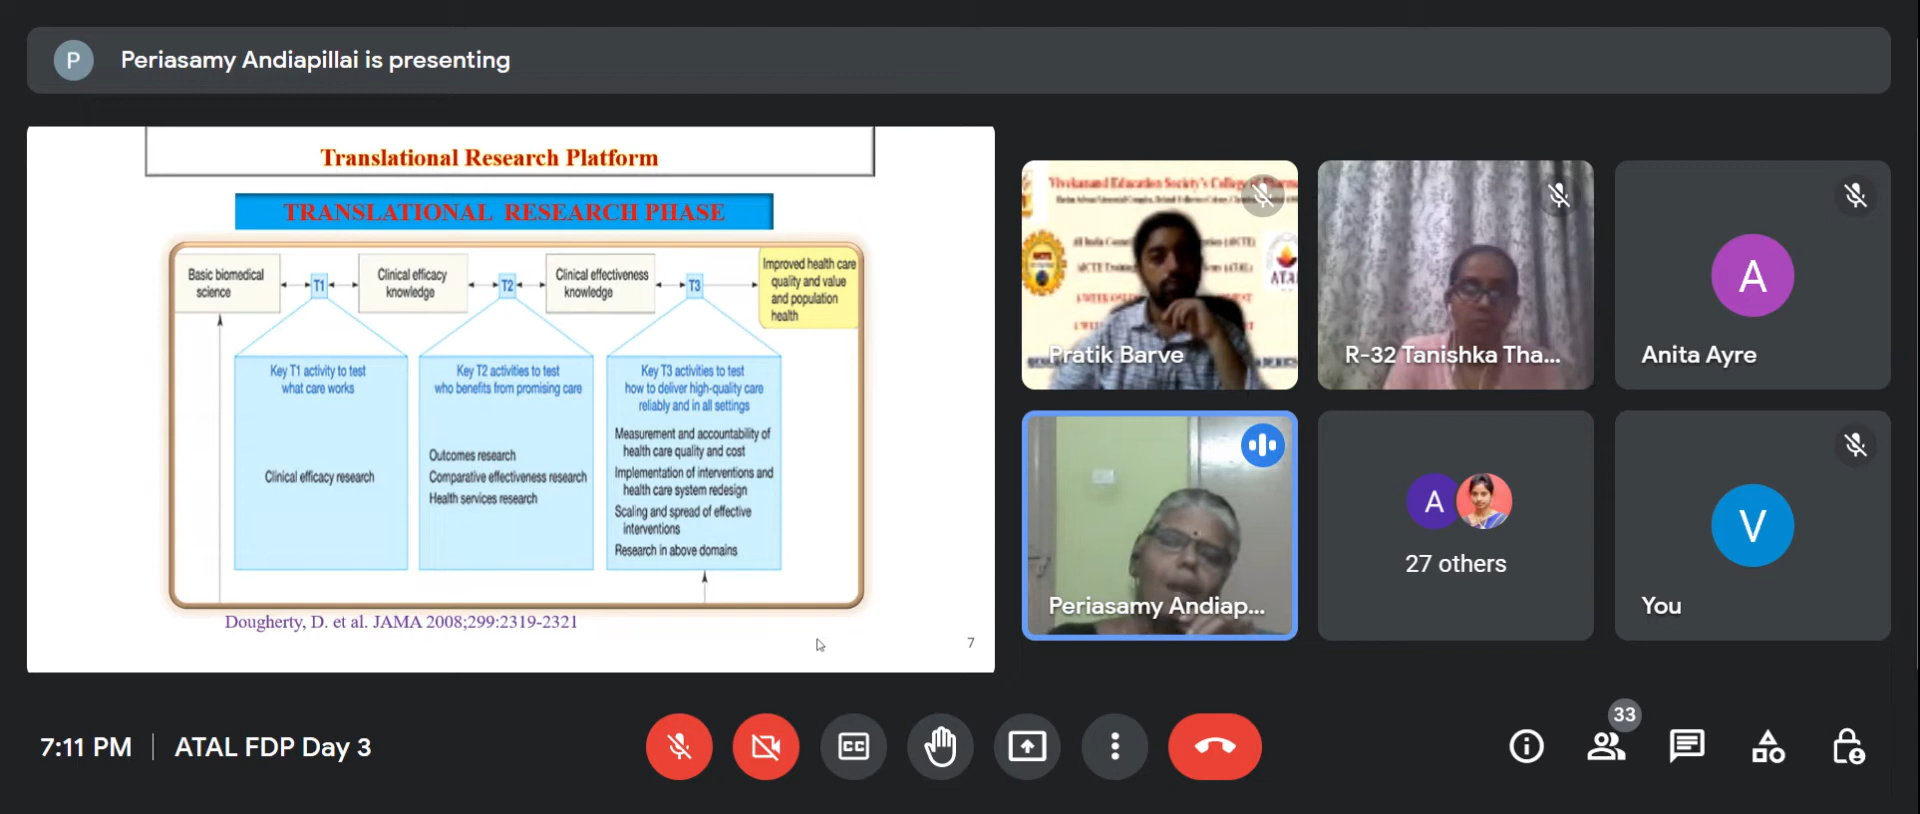 P
Periasamy Andiapillai is presenting
Translational Research Platform
TRANSLATIONAL RESEARCH PHASE
Basic biomedical
science
T1
Clinical efficacy
knowledge
T2
Clinical effectiveness
knowledge
T3
Improved health care
quality and value
and population
health
Key T1 activity to test
what care works
Clinical efficacy research
Key T2 activities to test
who benefits from promising care
Outcomes research
Comparative effectiveness research
Health services research
Key T3 activities to test
how to deliver high-quality care
reliably and in all settings
Measurement and accountability of
health care quality and cost
Implementation of interventions and
health care system redesign
Scaling and spread of effective
interventions
Research in above domains
Dougherty, D. et al. JAMA 2008;299:2319-2321
7
Vivekanand Education Society's College of
Pratik Barve
R-32 Tanishka Tha...
A
Anita Ayre
Periasamy Andiap...
A
27 others
V
You
7:11 PM
ATAL FDP Day 3
CC
33